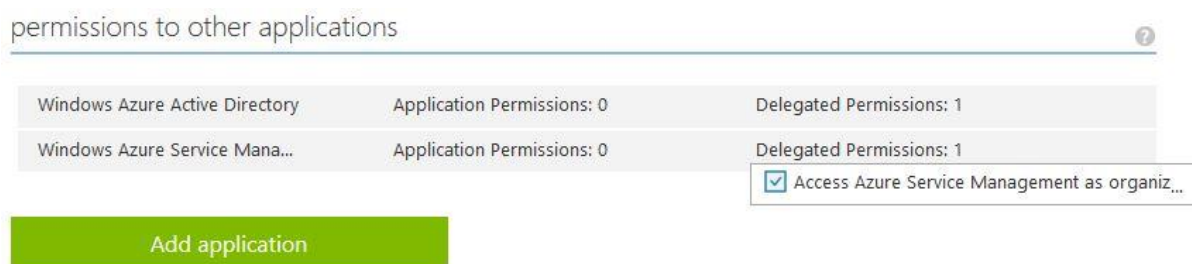 permissions to other applications ?
Windows Azure Active Directory Application Permissions: 0 Delegated Permissions: 1
Windows Azure Service Mana... Application Permissions: 0 Delegated Permissions: 1
Access Azure Service Management as organiz...
Add application